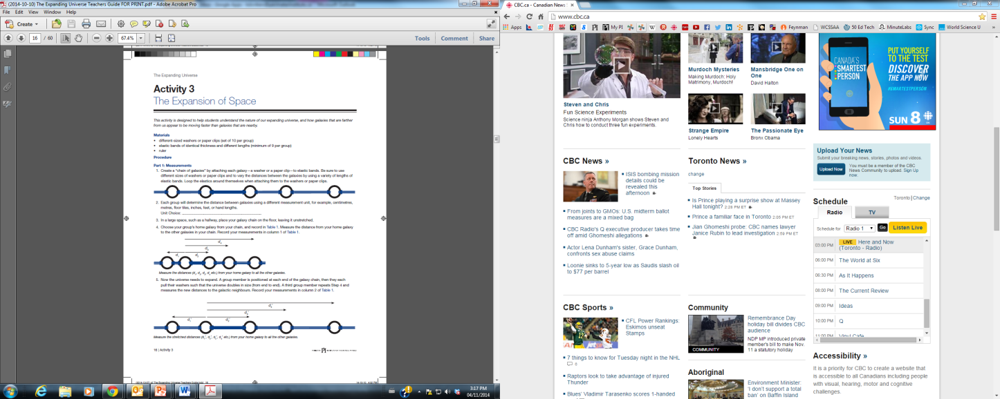 (2014-10-10) The Expanding Universe Teachers Guide FOR PRINT.pdf - Adobe Acrobat Pro
File Edit View Window Help
Create
16 / 60
67.4%
Tools Comment Share
The Expanding Universe
Activity 3
The Expansion of Space
This activity is designed to help students understand the nature of our expanding universe, and how galaxies that are farther
from us appear to be moving faster than galaxies that are nearby.
Materials
• different-sized washers or paper clips (set of 10 per group)
• elastic bands of identical thickness and different lengths (minimum of 9 per group)
• ruler
Procedure
Part 1: Measurements
1. Create a "chain of galaxies" by attaching each galaxy—a washer or a paper clip—to elastic bands. Be sure to use
different sizes of washers or paper clips and to vary the distances between the galaxies by using a variety of lengths of
elastic bands. Loop the elastics around themselves when attaching them to the washers or paper clips.
2. Each group will determine the distance between galaxies using a different measurement unit, for example, centimetres,
metres, floor tiles, inches, feet, or hand lengths.
Unit Choice:
3. In a large space, such as a hallway, place your galaxy chain on the floor, leaving it unstretched.
4. Choose your group's home galaxy from your chain, and record in Table 1. Measure the distance from your home galaxy
to the other galaxies in your chain. Record your measurements in column 1 of Table 1.
Measure the distances (d1, d2, d3, d4 etc.) from your home galaxy to all the other galaxies.
5. Now the universe needs to expand. A group member is positioned at each end of the galaxy chain, then they each
pull their washers such that the universe doubles in size (from end to end). A third group member repeats Step 4 and
measures the new distances to the galactic neighbours. Record your measurements in column 2 of Table 1.
Measure the stretched distances (d1', d2', d3', d4' etc.) from your home galaxy to all the other galaxies.
16 | Activity 3
3:17 PM
04/11/2014
CBC.ca - Canadian News
www.cbc.ca
Apps My PI Feynman WCSSAA 50 Ed Tech MinuteLabs Sync World Science U
Steven and Chris
Fun Science Experiments
Science ninja Anthony Morgan shows Steven and
Chris how to conduct three fun experiments.
Murdoch Mysteries
Making Murdoch: Holy
Matrimony, Murdoch!
Mansbridge One on
One
David Halton
Strange Empire
Lonely Hearts
The Passionate Eye
Bronx Obama
CANADA'S
SMARTEST
PERSON
PUT YOURSELF
TO THE TEST
DISCOVER
THE APP NOW
#SMARTESTPERSON
SUN 8
Upload Your News
Submit your breaking news, stories, photos and videos.
Upload Now
You must be a member of the CBC
News Community to upload. Sign Up
now.
CBC News »
ISIS bombing mission
details could be
revealed this
afternoon
From joints to GMOs: U.S. midterm ballot
measures are a mixed bag
CBC Radio's Q executive producer takes time
off amid Ghomeshi allegations
Actor Lena Dunham's sister, Grace Dunham,
confronts sex abuse claims
Loonie sinks to 5-year low as Saudis slash oil
to $77 per barrel
Toronto News »
change
Top Stories
Is Prince playing a surprise show at Massey
Hall tonight? 2:28 PM ET
Prince a familiar face in Toronto 2:05 PM ET
Jian Ghomeshi probe: CBC names lawyer
Janice Rubin to lead investigation 2:59 PM ET
Toronto | Change
Schedule
Radio TV
Schedule for Radio 1 Go Listen Live
03:00 PM LIVE Here and Now
(Toronto - Radio)
06:00 PM The World at Six
06:30 PM As It Happens
08:00 PM The Current Review
09:00 PM Ideas
10:00 PM Q
11:00 PM Vinyl Cafe
CBC Sports »
CFL Power Rankings:
Eskimos unseat
Stamps
7 things to know for Tuesday night in the NHL
6
Raptors look to take advantage of injured
Thunder
Blues' Vladimir Tarasenko scores 1-handed
Community
COMMUNITY
Remembrance Day
holiday bill divides CBC
audience
NDP MP introduced private
member's bill to make Nov.
11 a statutory holiday
Aboriginal
Environment Minister:
'I don't support a total
ban' on Baffin Island
Accessibility »
It is a priority for CBC to create a website that
is accessible to all Canadians including people
with visual, hearing, motor and cognitive
challenges.